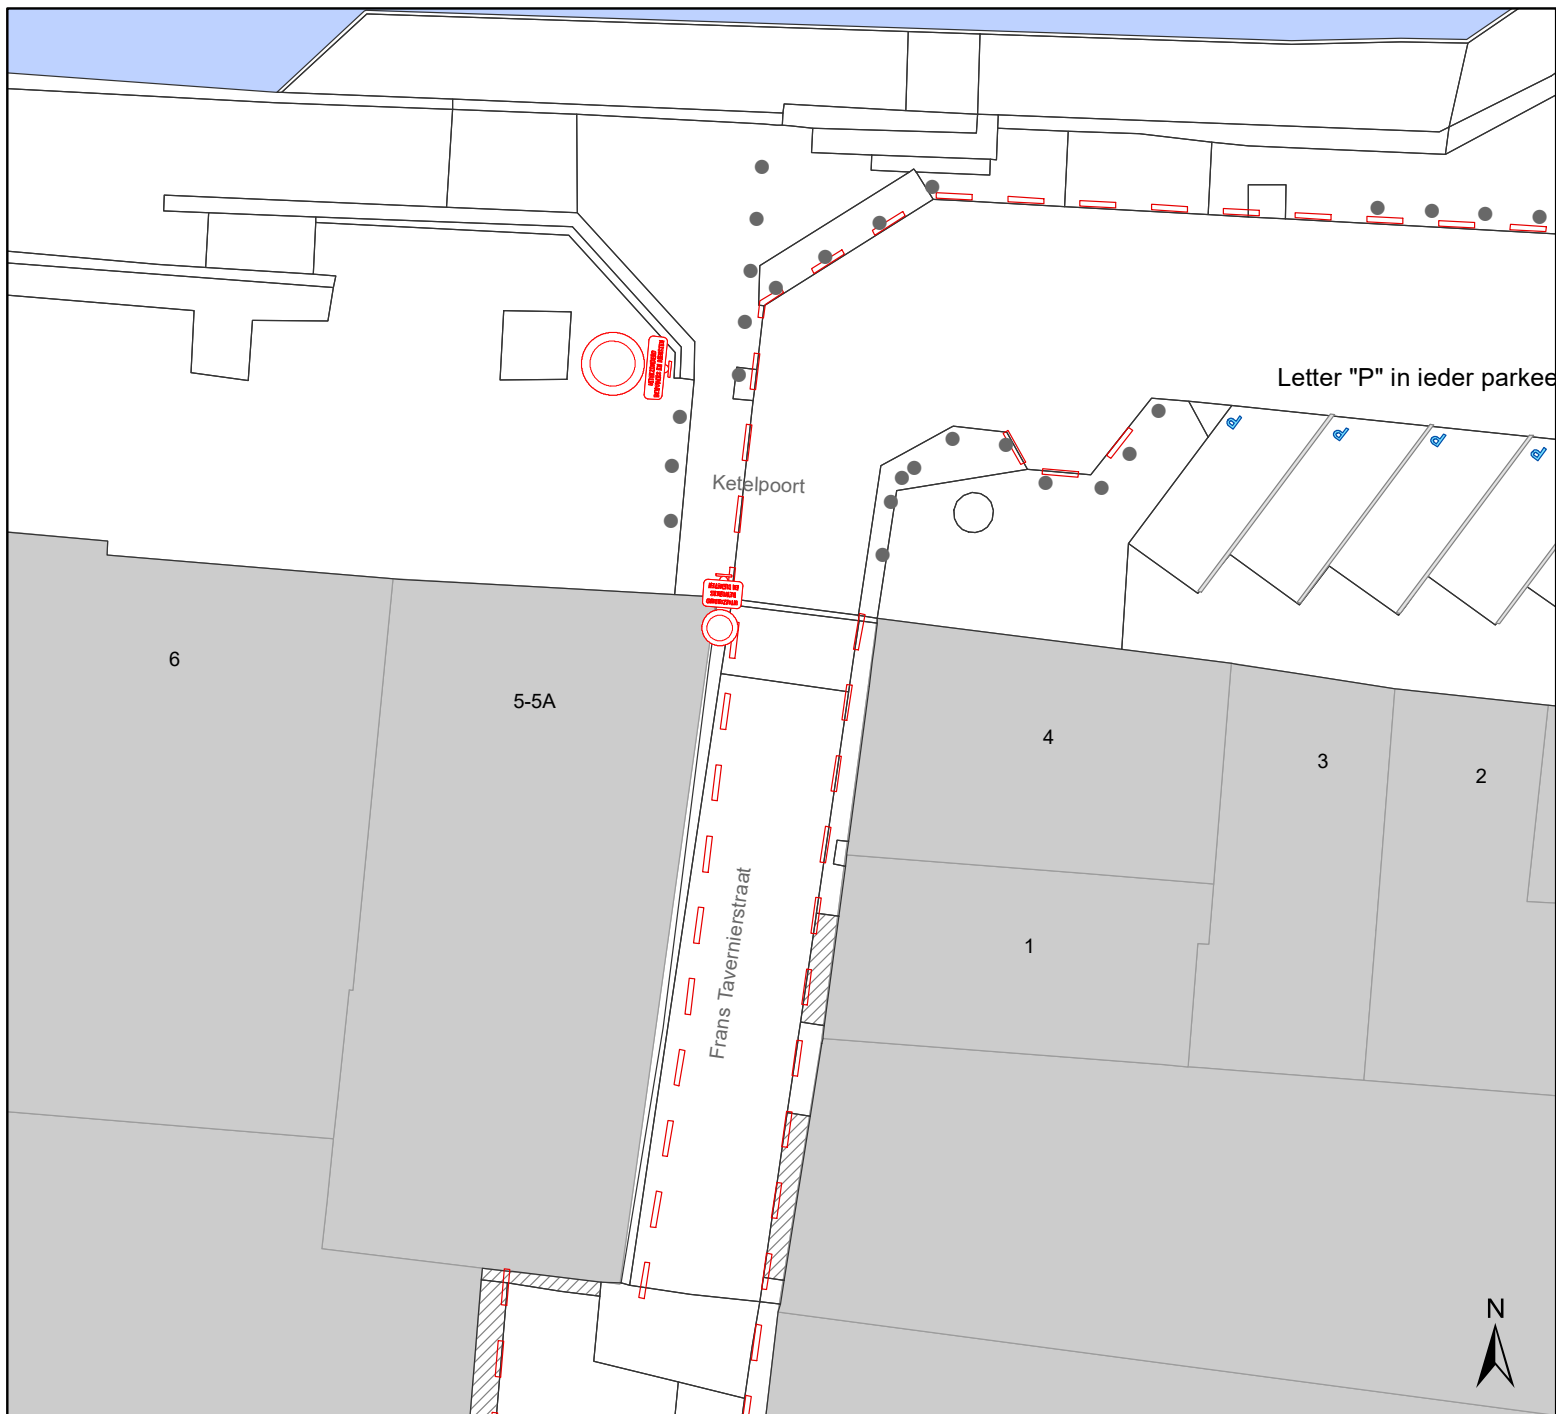 Letter "P" in ieder parkee
P
P
P
P
Ketelpoort
6
5-5A
4
3
2
1
Frans Tavernierstraat
N